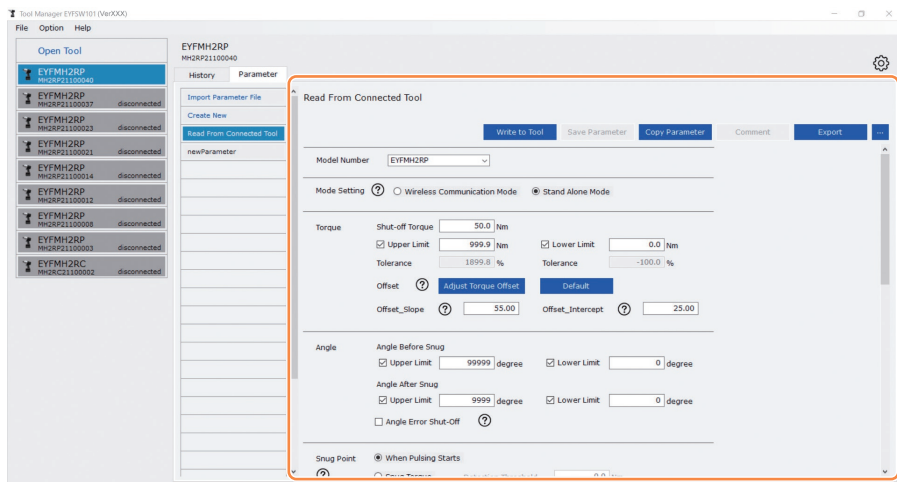 Tool Manager EYFSW101 (VerXXX)
File Option Help
Open Tool
EYFMH2RP
MH2RP21100040
EYFMH2RP
MH2RP21100037 disconnected
EYFMH2RP
MH2RP21100023 disconnected
EYFMH2RP
MH2RP21100021 disconnected
EYFMH2RP
MH2RP21100014 disconnected
EYFMH2RP
MH2RP21100012 disconnected
EYFMH2RP
MH2RP21100008 disconnected
EYFMH2RP
MH2RP21100003 disconnected
EYFMH2RC
MH2RC21100002 disconnected
EYFMH2RP
MH2RP21100040
History Parameter
Import Parameter File
Create New
Read From Connected Tool
newParameter
Read From Connected Tool
Write to Tool Save Parameter Copy Parameter Comment Export ...
Model Number EYFMH2RP
Mode Setting ? Wireless Communication Mode Stand Alone Mode
Torque Shut-off Torque 50.0 Nm
Upper Limit 999.9 Nm Lower Limit 0.0 Nm
Tolerance 1899.8 % Tolerance -100.0 %
Offset ? Adjust Torque Offset Default
Offset_Slope ? 55.00 Offset_Intercept ? 25.00
Angle Angle Before Snug
Upper Limit 99999 degree Lower Limit 0 degree
Angle After Snug
Upper Limit 9999 degree Lower Limit 0 degree
Angle Error Shut-Off ?
Snug Point When Pulsing Starts
? Snug Torque Detection Threshold 0.0 Nm